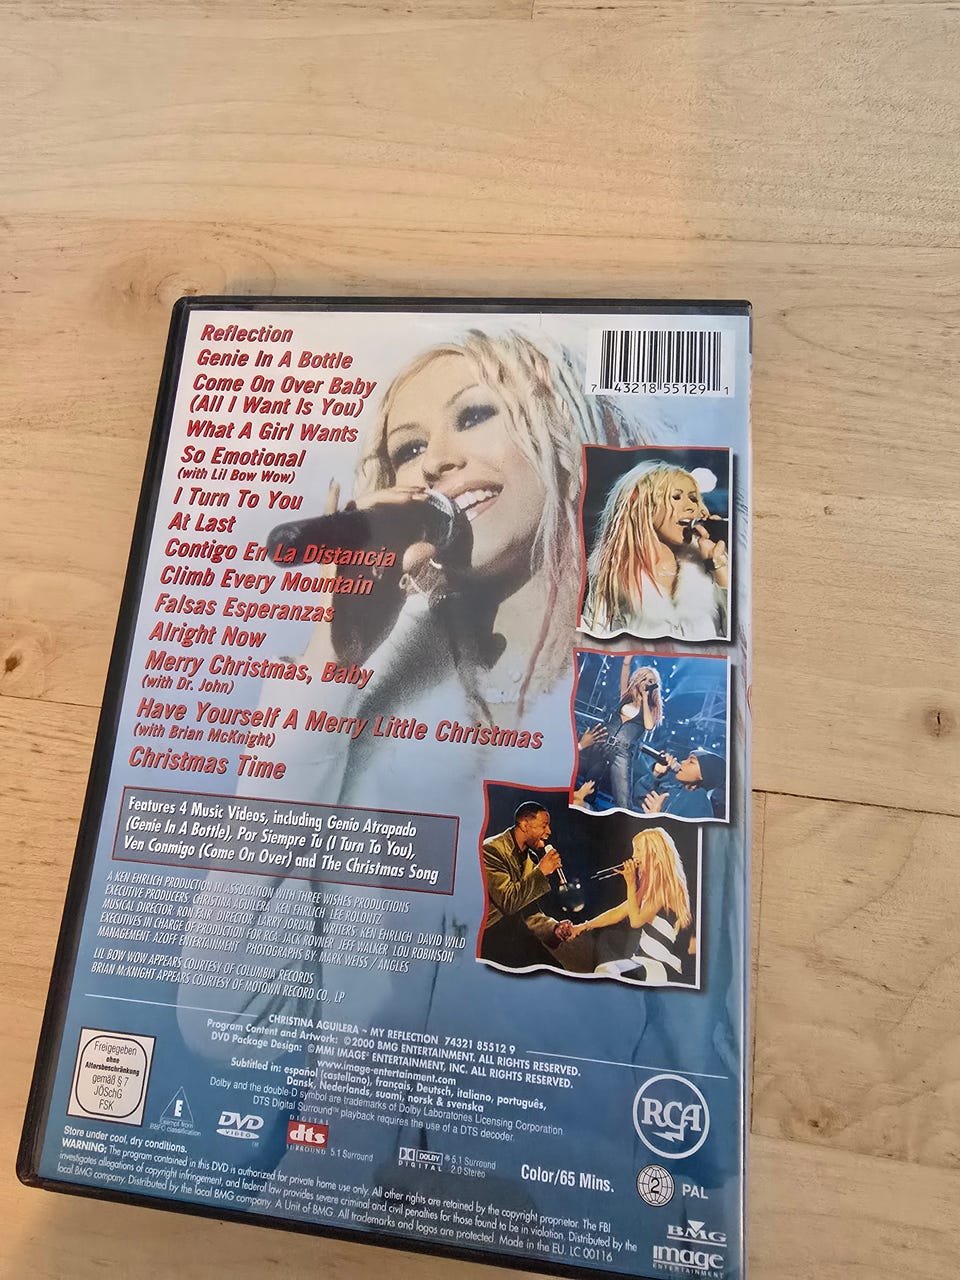 Reflection
Genie In A Bottle
Come On Over Baby
(All I Want Is You)
What A Girl Wants
So Emotional
(with Lil Bow Wow)
I Turn To You
At Last
Contigo En La Distancia
Climb Every Mountain
Falsas Esperanzas
Alright Now
Merry Christmas, Baby
(with Dr. John)
Have Yourself A Merry Little Christmas
(with Brian McKnight)
Christmas Time
7 43218 55129 1
Features 4 Music Videos, including Genio Atrapado
(Genie In A Bottle), Por Siempre Tu (I Turn To You),
Ven Conmigo (Come On Over) and The Christmas Song
A KEN EHRLICH PRODUCTION IN ASSOCIATION WITH THREE WISHES PRODUCTIONS
EXECUTIVE PRODUCERS: CHRISTINA AGUILERA KEN EHRLICH LEE ROLONTZ
MUSICAL DIRECTOR RON FAIR DIRECTOR: LARRY JORDAN WRITERS: KEN EHRLICH DAVID WILD
EXECUTIVES IN CHARGE OF PRODUCTION FOR RCA JACK ROVNER JEFF WALKER LOU ROBINSON
MANAGEMENT: AZOFF ENTERTAINMENT PHOTOGRAPHS BY: MARK WEISS / ANGLES
LIL BOW WOW APPEARS COURTESY OF COLUMBIA RECORDS
BRIAN McKNIGHT APPEARS COURTESY OF MOTOWN RECORD CO., LP
CHRISTINA AGUILERA ~ MY REFLECTION 74321 85512 9
Program Content and Artwork: ©2000 BMG ENTERTAINMENT. ALL RIGHTS RESERVED.
DVD Package Design: ©MMI IMAGE ENTERTAINMENT, INC. ALL RIGHTS RESERVED.
www.image-entertainment.com
Subtitled in: español (castellano), français, Deutsch, italiano, português,
Dansk, Nederlands, suomi, norsk & svenska
Dolby and the double-D symbol are trademarks of Dolby Laboratories Licensing Corporation.
DTS Digital Surround™ playback requires the use of a DTS decoder.
Freigegeben
ohne
Altersbeschränkung
gemäß § 7
JÖSchG
FSK
E
Exempt from
BBFC classification
DVD
VIDEO
DIGITAL
dts
SURROUND 5.1 Surround
DOLBY
DIGITAL
5.1 Surround
2.0 Stereo
Color/65 Mins.
RCA
2
PAL
Store under cool, dry conditions.
WARNING: The program contained in this DVD is authorized for private home use only. All other rights are retained by the copyright proprietor. The FBI
investigates allegations of copyright infringement, and federal law provides severe criminal and civil penalties for those found to be in violation. Distributed by the
local BMG company. Distributed by the local BMG company. A Unit of BMG. All trademarks and logos are protected. Made in the EU. LC 00116
BMG
image
ENTERTAINMENT